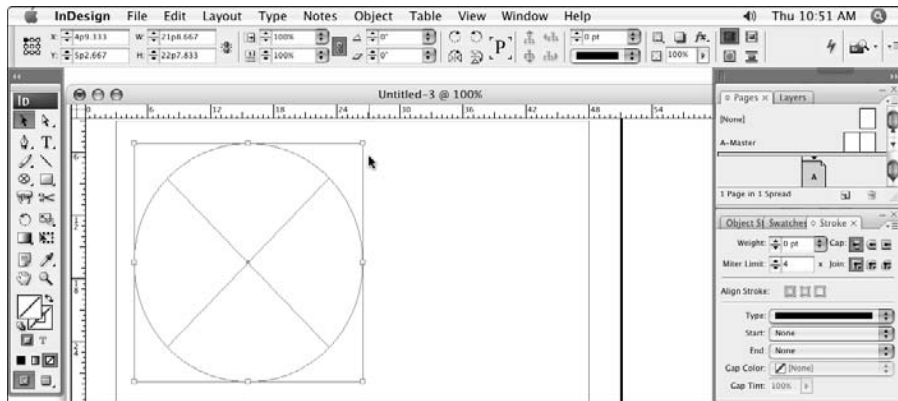 InDesign File Edit Layout Type Notes Object Table View Window Help Thu 10:51 AM
X: 4p9.333 W: 21p8.667 100% 0° P 0 pt fx.
Y: 5p2.667 H: 22p7.833 100% 0° 100%
Untitled-3 @ 100%
ID
0 6 12 18 24 30 36 42 48 54
T
Pages × Layers
[None]
A-Master
A
1 Page in 1 Spread
Object St Swatches Stroke ×
Weight: 0 pt Cap:
Miter Limit: 4 x Join:
Align Stroke:
Type:
Start: None
End: None
Gap Color: [None]
Gap Tint: 100%